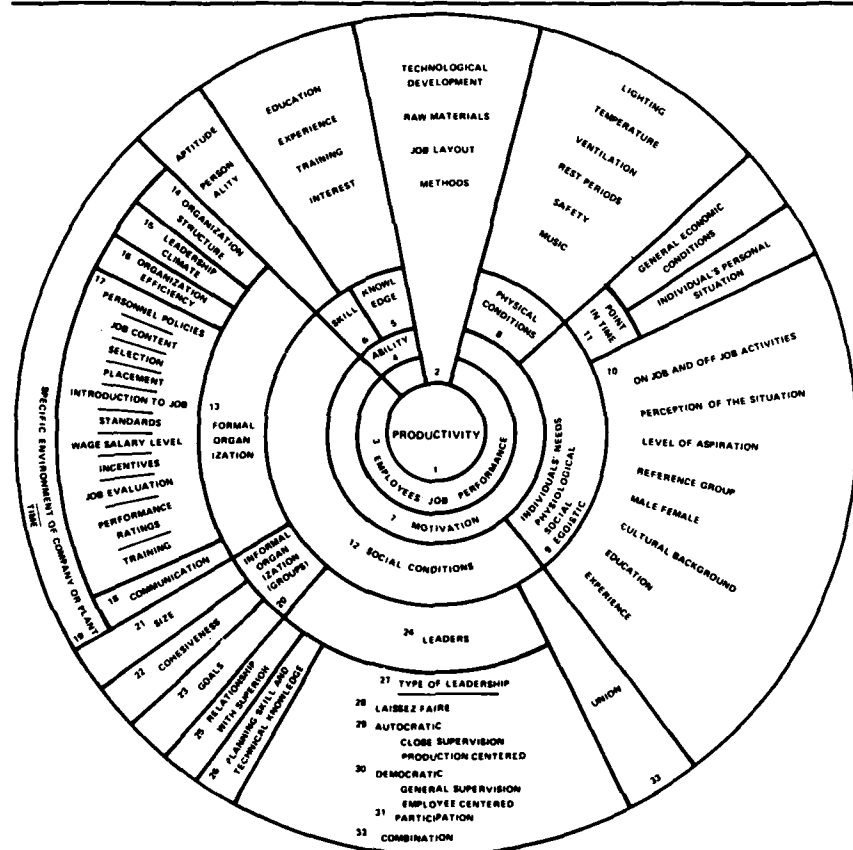 TECHNOLOGICAL
DEVELOPMENT
RAW MATERIALS
JOB LAYOUT
METHODS
2
EDUCATION
EXPERIENCE
TRAINING
INTEREST
KNOWL
EDGE
5
APTITUDE
PERSON
ALITY
SKILL
6
ABILITY
4
LIGHTING
TEMPERATURE
VENTILATION
REST PERIODS
SAFETY
MUSIC
PHYSICAL
CONDITIONS
8
GENERAL ECONOMIC
CONDITIONS
INDIVIDUAL'S PERSONAL
SITUATION
POINT
IN TIME
11
10
ON JOB AND OFF JOB ACTIVITIES
PERCEPTION OF THE SITUATION
LEVEL OF ASPIRATION
REFERENCE GROUP
MALE FEMALE
CULTURAL BACKGROUND
EDUCATION
EXPERIENCE
INDIVIDUALS' NEEDS
PHYSIOLOGICAL
SOCIAL
9 EGOISTIC
PRODUCTIVITY
1
3 EMPLOYEES JOB PERFORMANCE
7 MOTIVATION
12 SOCIAL CONDITIONS
13
FORMAL
ORGAN
IZATION
14 ORGANIZATION
STRUCTURE
15 LEADERSHIP
CLIMATE
16 ORGANIZATION
EFFICIENCY
17
PERSONNEL POLICIES
JOB CONTENT
SELECTION
PLACEMENT
INTRODUCTION TO JOB
STANDARDS
WAGE SALARY LEVEL
INCENTIVES
JOB EVALUATION
PERFORMANCE
RATINGS
TRAINING
18 COMMUNICATION
19 SPECIFIC ENVIRONMENT OF COMPANY OR PLANT
TIME
INFORMAL
ORGAN
IZATION
(GROUPS)
20
21 SIZE
22 COHESIVENESS
23 GOALS
24
LEADERS
25 RELATIONSHIP
WITH SUPERIOR
26 PLANNING SKILL AND
TECHNICAL KNOWLEDGE
27 TYPE OF LEADERSHIP
28 LAISSEZ FAIRE
29 AUTOCRATIC
CLOSE SUPERVISION
PRODUCTION CENTERED
30 DEMOCRATIC
GENERAL SUPERVISION
EMPLOYEE CENTERED
31 PARTICIPATION
32 COMBINATION
UNION
33